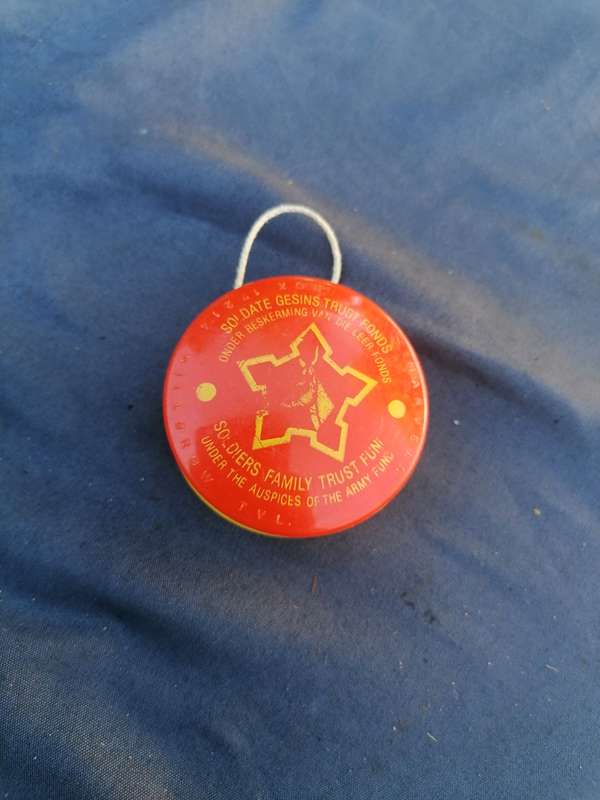 SOLDATE GESINS TRUST FONDS
ONDER BESKERMING VAN DIE LEER FONDS
SOLDIERS FAMILY TRUST FUN
UNDER THE AUSPICES OF THE ARMY FUND
TVL.